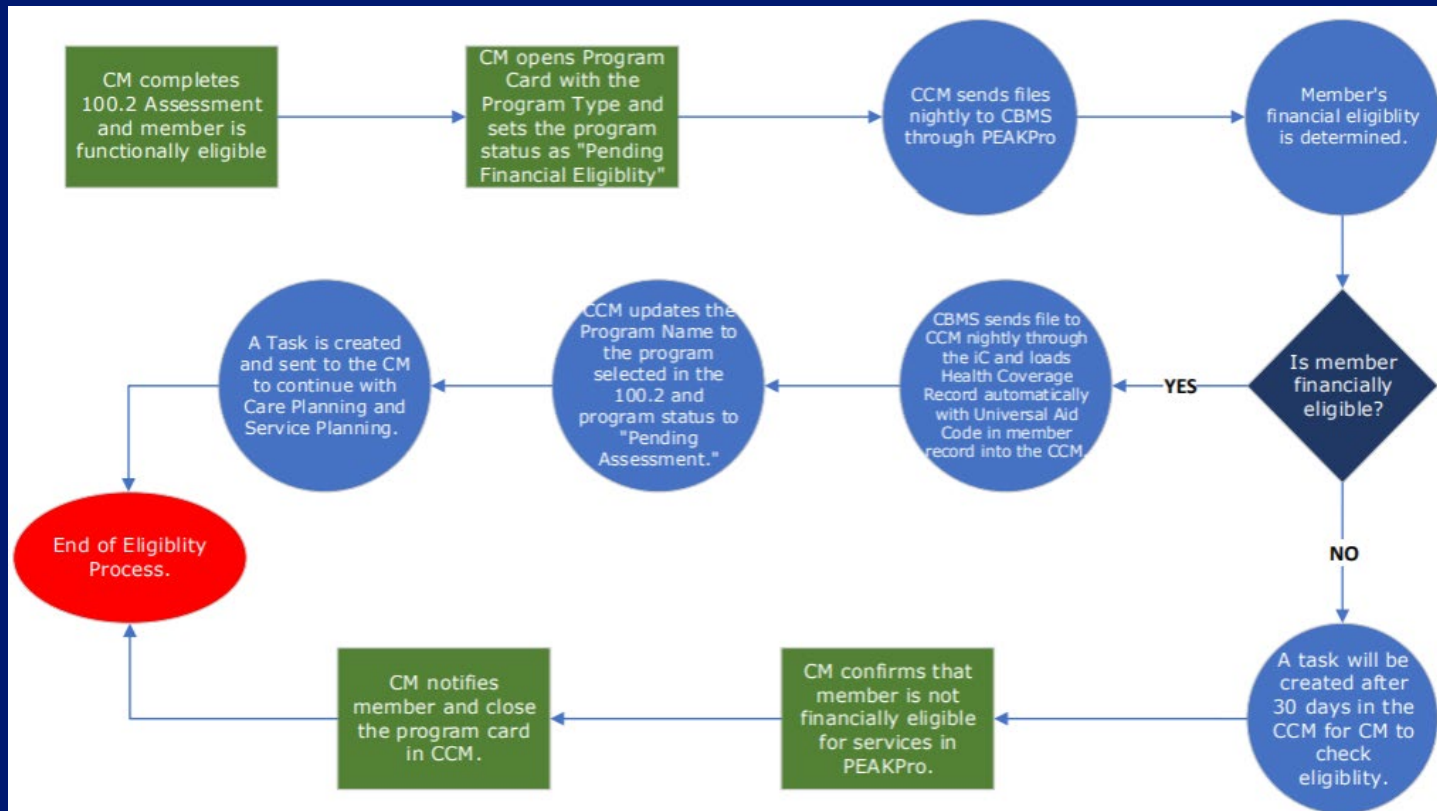 CM completes
100.2 Assessment
and member is
functionally eligible
CM opens Program
Card with the
Program Type and
sets the program
status as "Pending
Financial Eligiblity"
CCM sends files
nightly to CBMS
through PEAKPro
Member's
financial eligiblity
is determined.
Is member
financially
eligible?
YES
CBMS sends file to
CCM nightly through
the iC and loads
Health Coverage
Record automatically
with Universal Aid
Code in member
record into the CCM.
CCM updates the
Program Name to
the program
selected in the
100.2 and
program status to
"Pending
Assessment."
A Task is created
and sent to the CM
to continue with
Care Planning and
Service Planning.
End of Eligiblity
Process.
NO
A task will be
created after
30 days in the
CCM for CM to
check
eligiblity.
CM confirms that
member is not
financially eligible
for services in
PEAKPro.
CM notifies
member and close
the program card
in CCM.